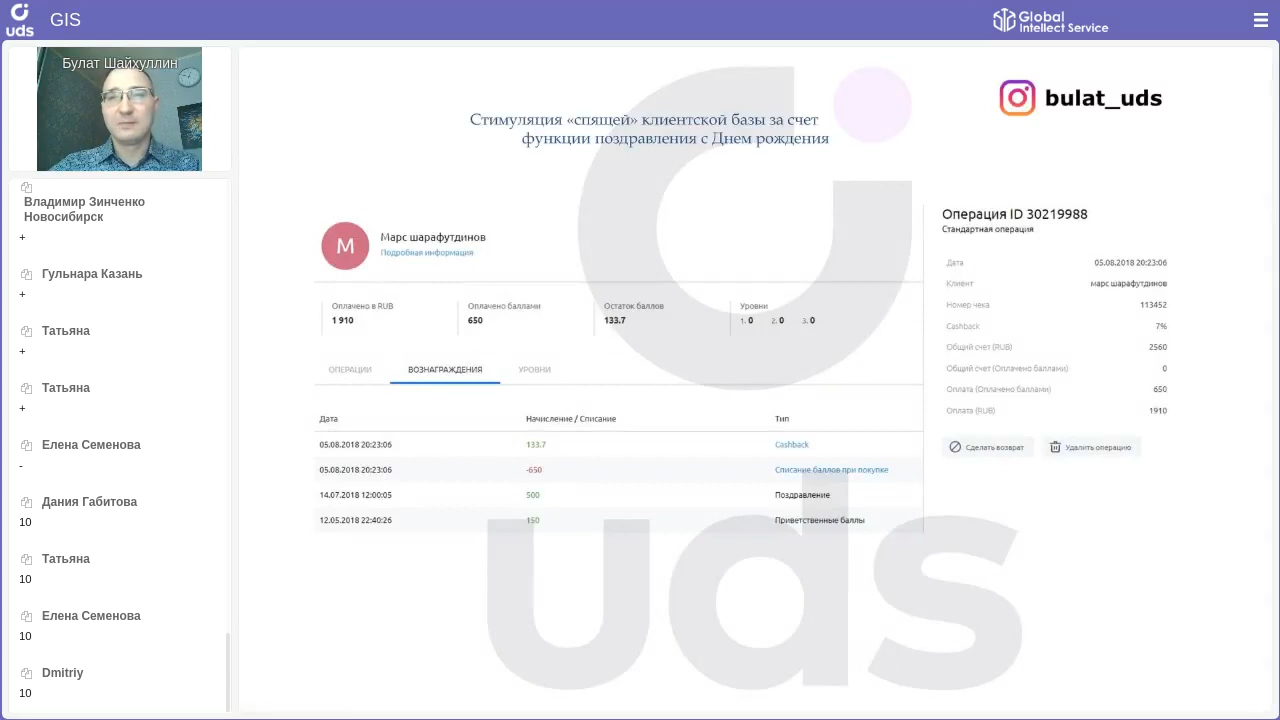 uds
GIS
Global
Intellect Service
Булат Шайхуллин
Владимир Зинченко
Новосибирск
+
Гульнара Казань
+
Татьяна
+
Татьяна
+
Елена Семенова
-
Дания Габитова
10
Татьяна
10
Елена Семенова
10
Dmitriy
10
bulat_uds
Стимуляция «спящей» клиентской базы за счет
функции поздравления с Днем рождения
М
Марс шарафутдинов
Подробная информация
Оплачено в RUB
1 910
Оплачено баллами
650
Остаток баллов
133.7
Уровни
1. 0 2. 0 3. 0
ОПЕРАЦИИ ВОЗНАГРАЖДЕНИЯ УРОВНИ
Дата Начисление / Списание Тип
05.08.2018 20:23:06 133.7 Cashback
05.08.2018 20:23:06 -650 Списание баллов при покупке
14.07.2018 12:00:05 500 Поздравление
12.05.2018 22:40:26 150 Приветственные баллы
Операция ID 30219988
Стандартная операция
Дата 05.08.2018 20:23:06
Клиент марс шарафутдинов
Номер чека 113452
Cashback 7%
Общий счет (RUB) 2560
Общий счет (Оплачено баллами) 0
Оплата (Оплачено баллами) 650
Оплата (RUB) 1910
Сделать возврат Удалить операцию
uds